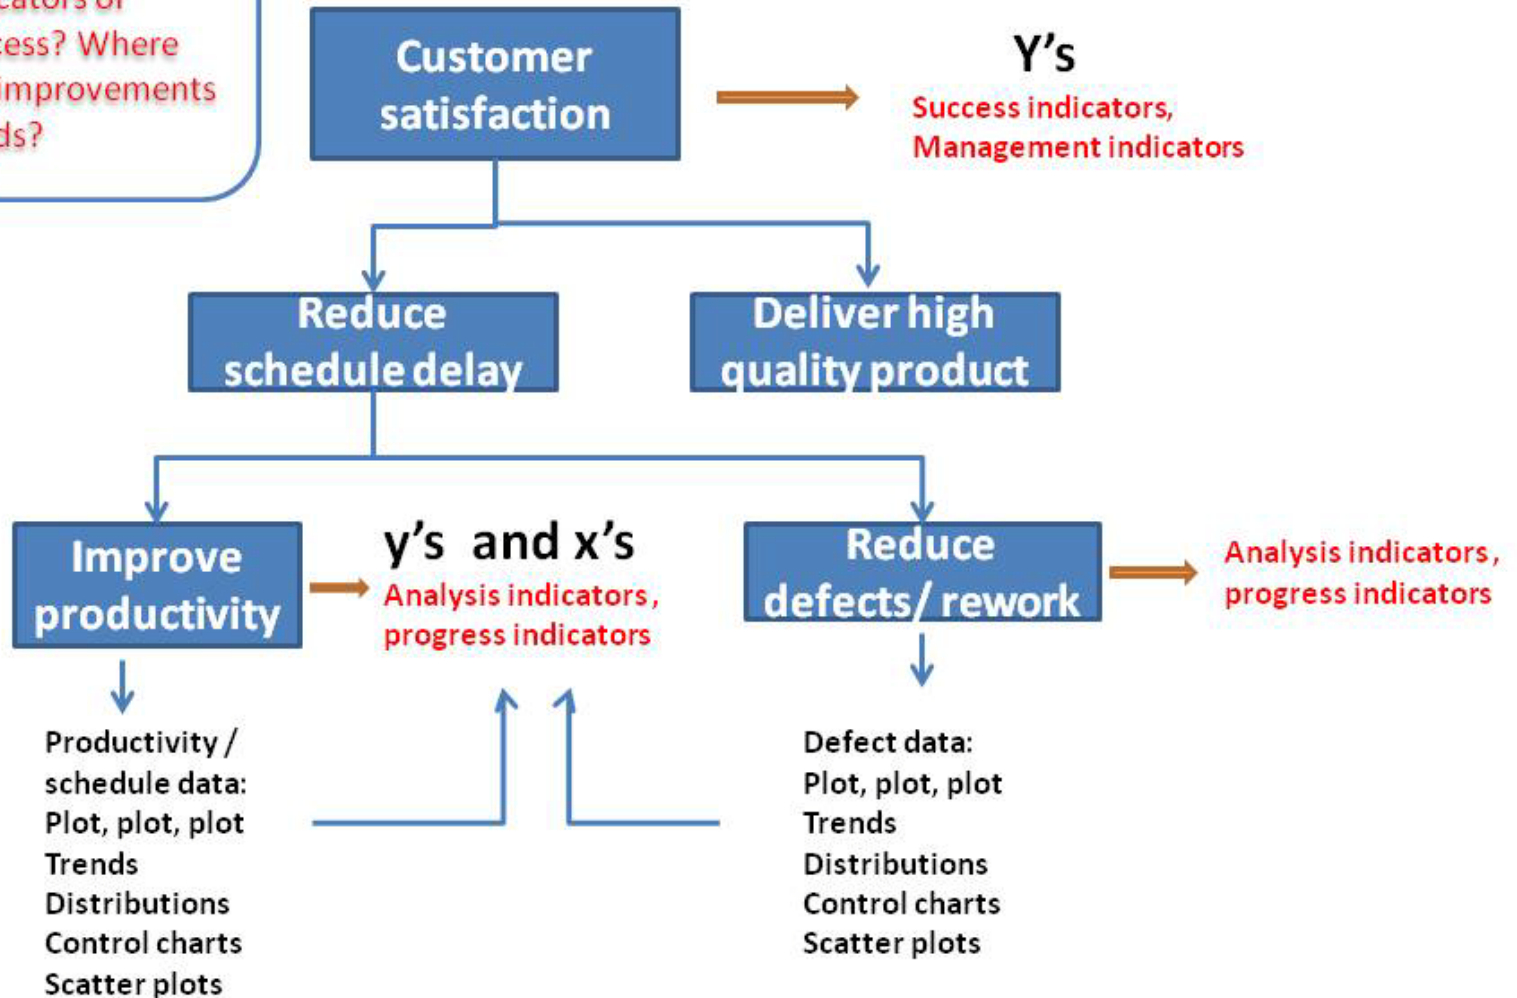 cess? Where
improvements
ds?
Customer
satisfaction
Y's
Success indicators,
Management indicators
Reduce
schedule delay
Deliver high
quality product
Improve
productivity
y's and x's
Analysis indicators,
progress indicators
Reduce
defects/ rework
Analysis indicators,
progress indicators
Productivity /
schedule data:
Plot, plot, plot
Trends
Distributions
Control charts
Scatter plots
Defect data:
Plot, plot, plot
Trends
Distributions
Control charts
Scatter plots